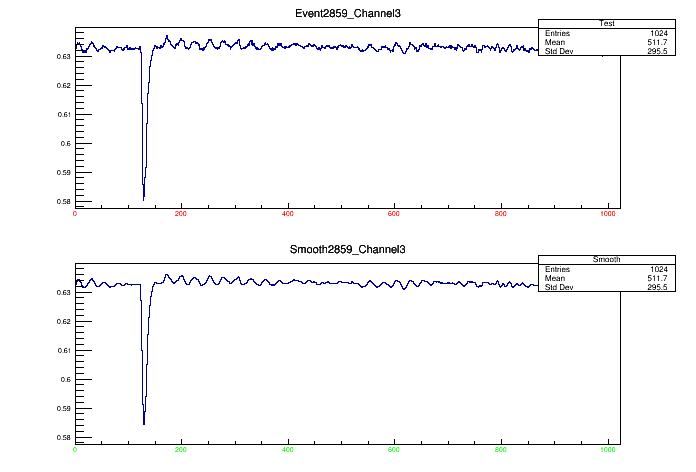 Event2859_Channel3
Test
Entries 1024
Mean 511.7
Std Dev 295.5
0.63
0.62
0.61
0.6
0.59
0.58
0 200 400 600 800 1000
Smooth2859_Channel3
Smooth
Entries 1024
Mean 511.7
Std Dev 295.5
0.63
0.62
0.61
0.6
0.59
0.58
0 200 400 600 800 1000